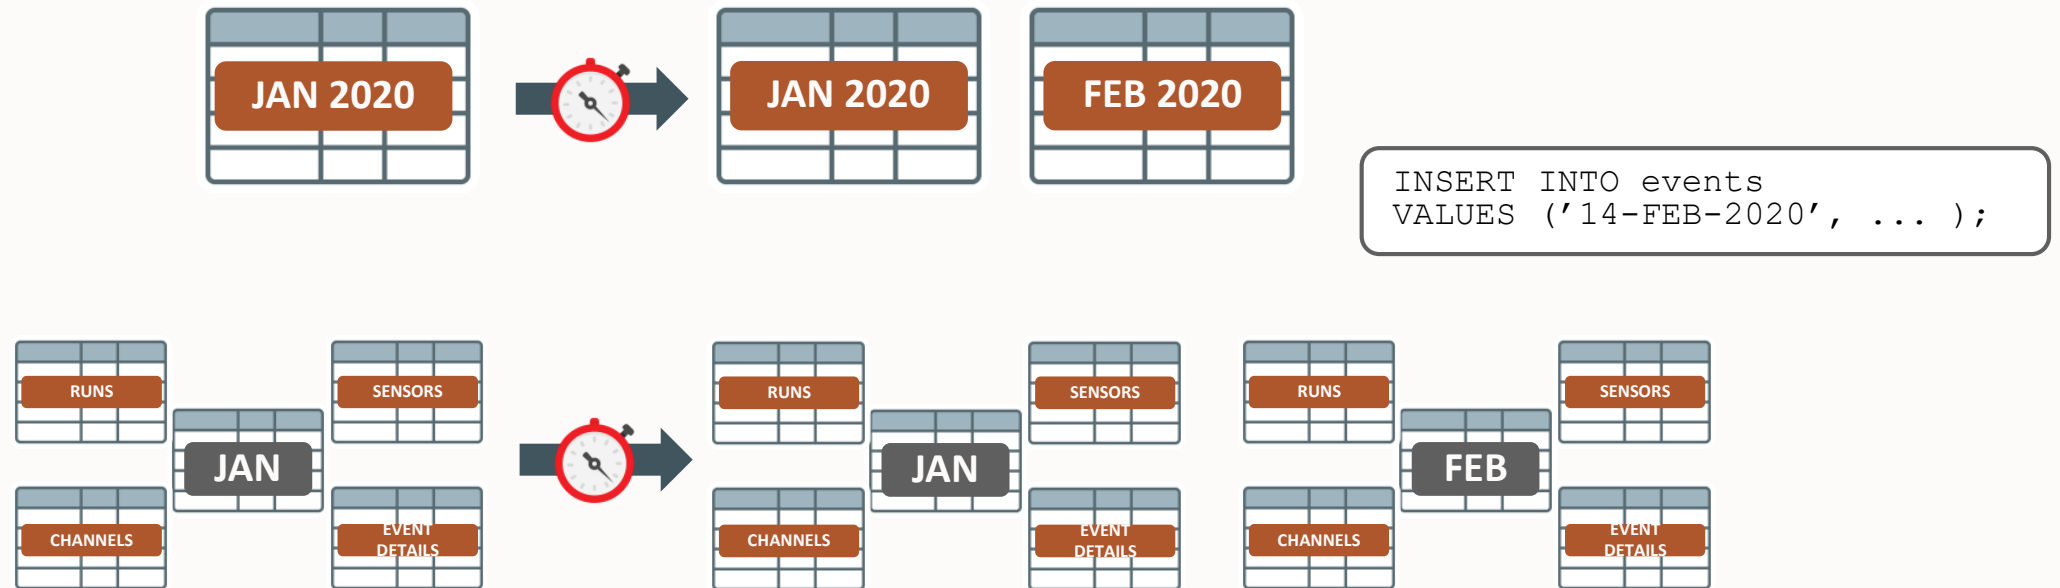 JAN 2020
JAN 2020
FEB 2020
INSERT INTO events
VALUES ('14-FEB-2020', ... );
RUNS
SENSORS
JAN
CHANNELS
EVENT
DETAILS
RUNS
SENSORS
JAN
CHANNELS
EVENT
DETAILS
RUNS
SENSORS
FEB
CHANNELS
EVENT
DETAILS